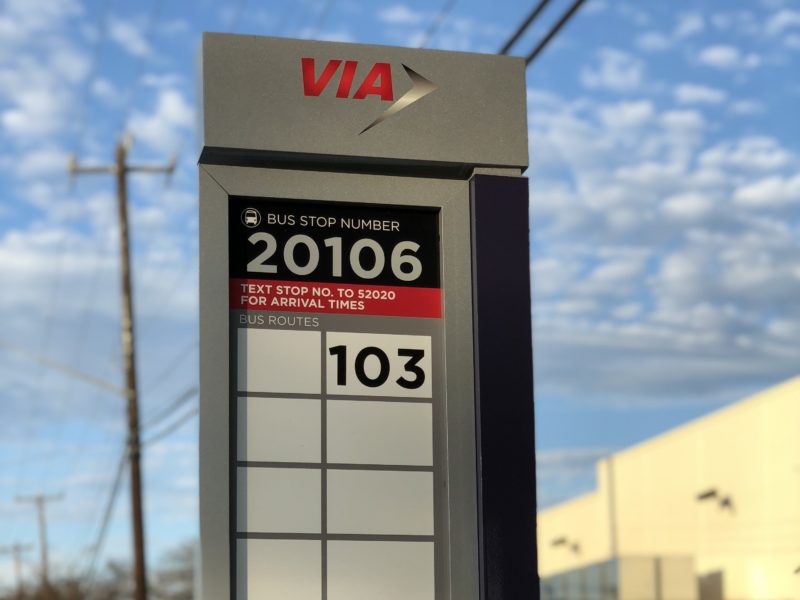 VIA
BUS STOP NUMBER
20106
TEXT STOP NO. TO 52020
FOR ARRIVAL TIMES
BUS ROUTES
103